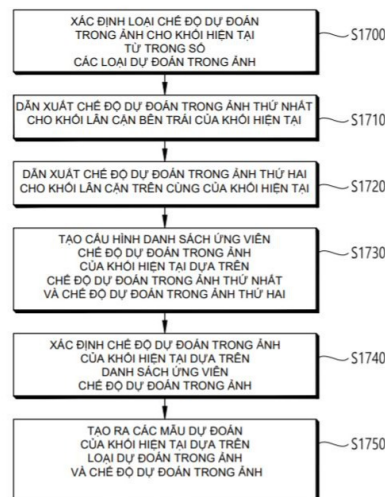 XÁC ĐỊNH LOẠI CHẾ ĐỘ DỰ ĐOÁN
TRONG ẢNH CHO KHỐI HIỆN TẠI
TỪ TRONG SỐ
CÁC LOẠI DỰ ĐOÁN TRONG ẢNH
S1700
DẪN XUẤT CHẾ ĐỘ DỰ ĐOÁN TRONG ẢNH THỨ NHẤT
CHO KHỐI LÂN CẬN BÊN TRÁI CỦA KHỐI HIỆN TẠI
S1710
DẪN XUẤT CHẾ ĐỘ DỰ ĐOÁN TRONG ẢNH THỨ HAI
CHO KHỐI LÂN CẬN TRÊN CÙNG CỦA KHỐI HIỆN TẠI
S1720
TẠO CẤU HÌNH DANH SÁCH ỨNG VIÊN
CHẾ ĐỘ DỰ ĐOÁN TRONG ẢNH
CỦA KHỐI HIỆN TẠI DỰA TRÊN
CHẾ ĐỘ DỰ ĐOÁN TRONG ẢNH THỨ NHẤT
VÀ CHẾ ĐỘ DỰ ĐOÁN TRONG ẢNH THỨ HAI
S1730
XÁC ĐỊNH CHẾ ĐỘ DỰ ĐOÁN TRONG ẢNH
CỦA KHỐI HIỆN TẠI DỰA TRÊN
DANH SÁCH ỨNG VIÊN
CHẾ ĐỘ DỰ ĐOÁN TRONG ẢNH
S1740
TẠO RA CÁC MẪU DỰ ĐOÁN
CỦA KHỐI HIỆN TẠI DỰA TRÊN
LOẠI DỰ ĐOÁN TRONG ẢNH
VÀ CHẾ ĐỘ DỰ ĐOÁN TRONG ẢNH
S1750